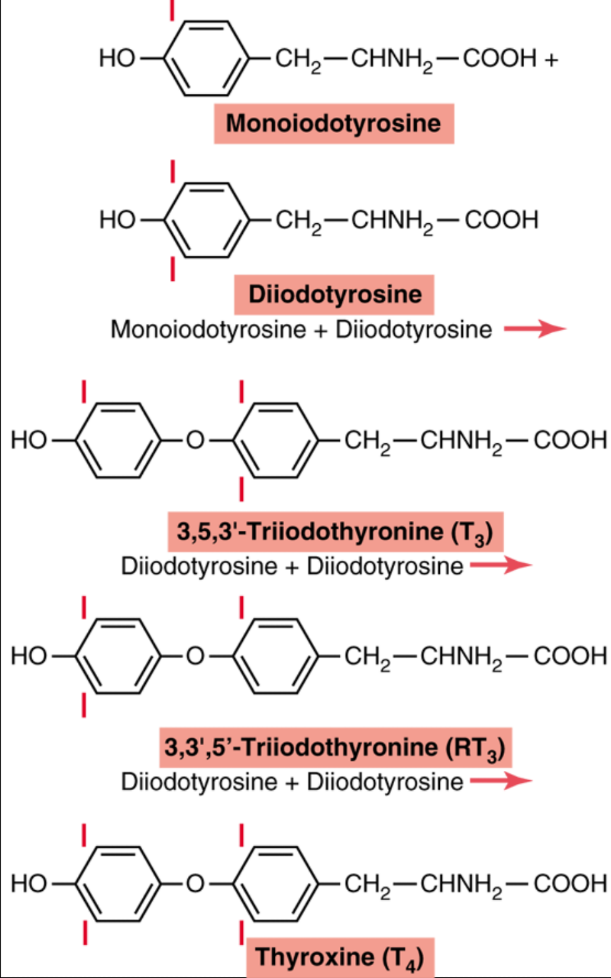 I
HO CH2 CHNH2 COOH +
Monoiodotyrosine
I
HO CH2 CHNH2 COOH
I
Diiodotyrosine
Monoiodotyrosine + Diiodotyrosine
I I
HO O CH2 CHNH2 COOH
I
3,5,3'-Triiodothyronine (T3)
Diiodotyrosine + Diiodotyrosine
I I
HO O CH2 CHNH2 COOH
I
3,3',5’-Triiodothyronine (RT3)
Diiodotyrosine + Diiodotyrosine
I I
HO O CH2 CHNH2 COOH
I I
Thyroxine (T4)